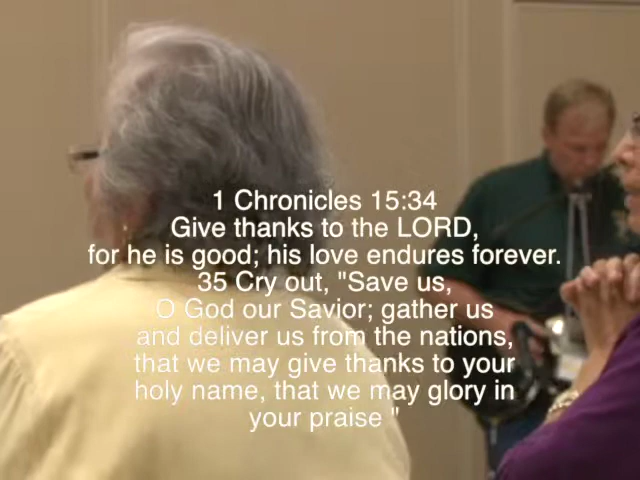 1 Chronicles 15:34
Give thanks to the LORD,
for he is good; his love endures forever.
35 Cry out, "Save us,
O God our Savior; gather us
and deliver us from the nations,
that we may give thanks to your
holy name, that we may glory in
your praise "